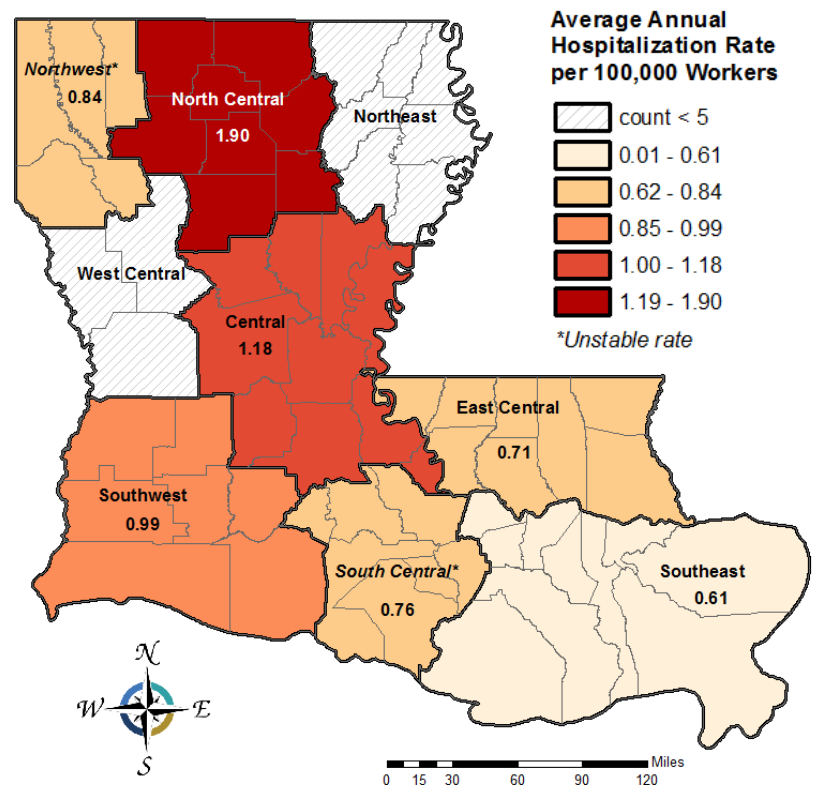 Average Annual
Hospitalization Rate
per 100,000 Workers
count < 5
0.01 - 0.61
0.62 - 0.84
0.85 - 0.99
1.00 - 1.18
1.19 - 1.90
*Unstable rate
Northwest*
0.84
North Central
1.90
Northeast
West Central
Central
1.18
East Central
0.71
Southwest
0.99
South Central*
0.76
Southeast
0.61
N
W
E
S
Miles
0 15 30 60 90 120